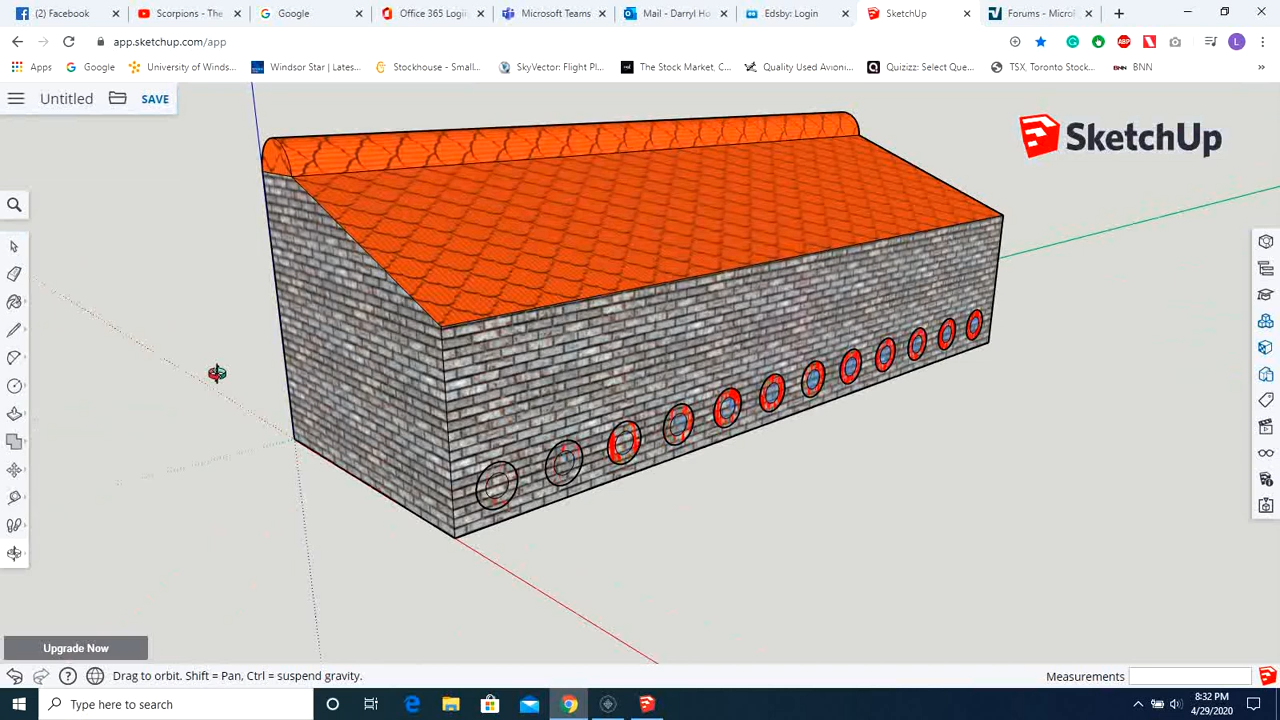 (2) Facebook
Scorpions - The
Google
Office 365 Logi
Microsoft Teams
Mail - Darryl Ho
Edsby: Login
SketchUp
Forums - Micro
app.sketchup.com/app
L
Apps
Google
University of Winds...
Windsor Star | Lates...
Stockhouse - Small...
SkyVector: Flight Pl...
The Stock Market, C...
Quality Used Avioni...
Quizizz: Select Que...
TSX, Toronto Stock...
BNN
Untitled
SAVE
SketchUp
Upgrade Now
Drag to orbit. Shift = Pan, Ctrl = suspend gravity.
Measurements
Type here to search
8:32 PM
4/29/2020